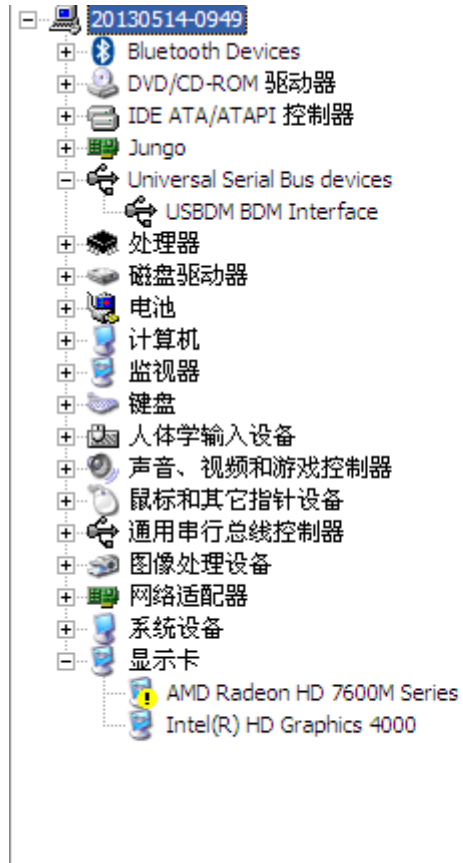 20130514-0949
Bluetooth Devices
DVD/CD-ROM 驱动器
IDE ATA/ATAPI 控制器
Jungo
Universal Serial Bus devices
USBDM BDM Interface
处理器
磁盘驱动器
电池
计算机
监视器
键盘
人体学输入设备
声音、视频和游戏控制器
鼠标和其它指针设备
通用串行总线控制器
图像处理设备
网络适配器
系统设备
显示卡
AMD Radeon HD 7600M Series
Intel(R) HD Graphics 4000